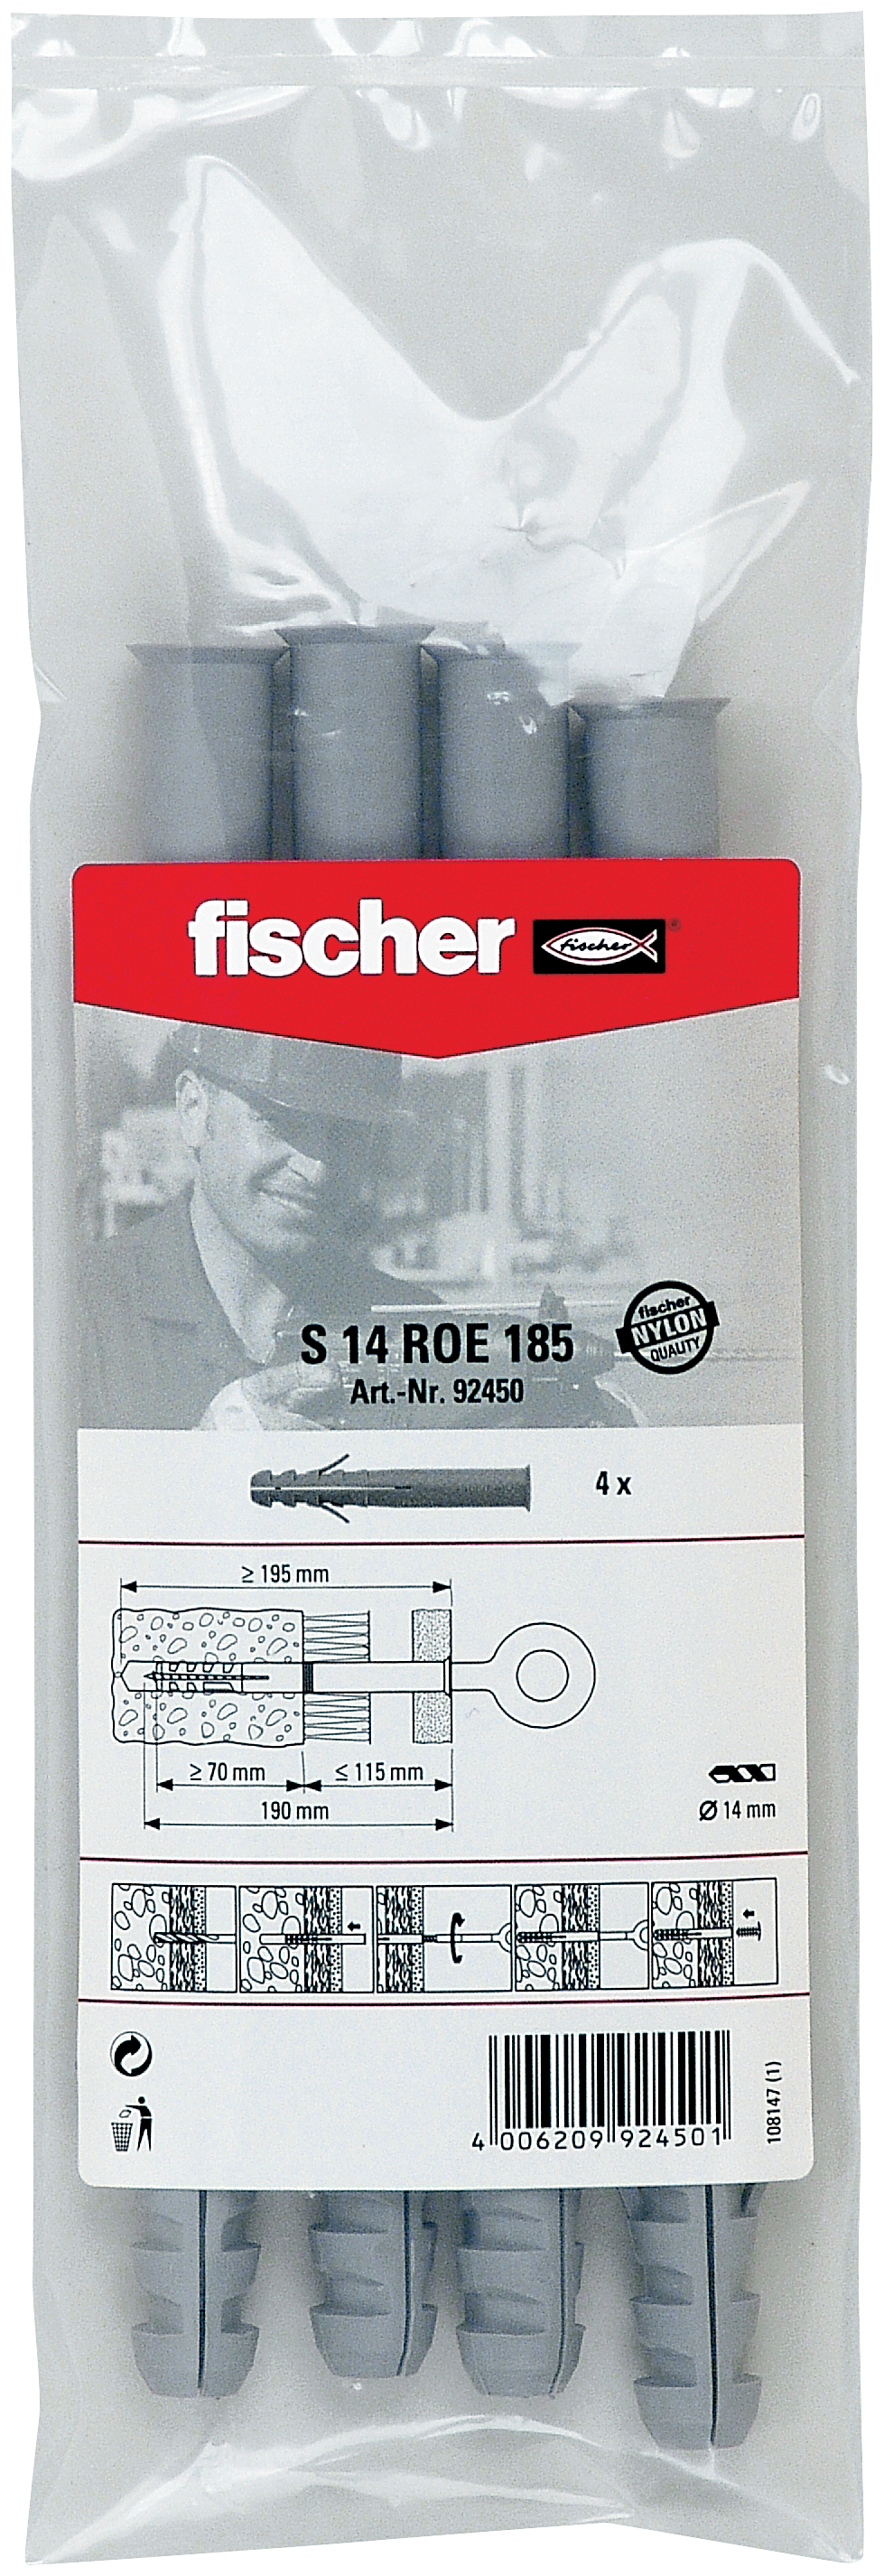 fischer fischer ®
fischer
NYLON
QUALITY
S 14 ROE 185
Art.-Nr. 92450
4 x
≥ 195 mm
≥ 70 mm ≤ 115 mm
190 mm
Ø 14 mm
4 006209 924501
108147 (1)